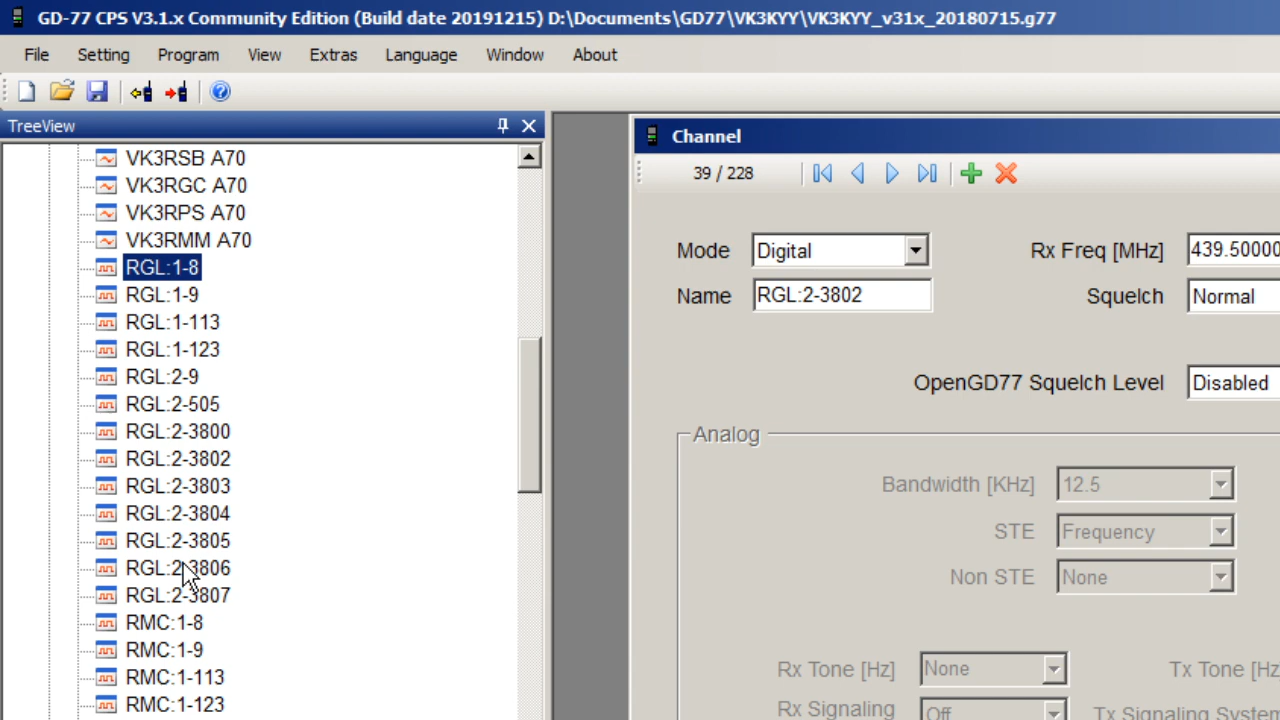 GD-77 CPS V3.1.x Community Edition (Build date 20191215) D:\Documents\GD77\VK3KYY\VK3KYY_v31x_20180715.g77
File Setting Program View Extras Language Window About
TreeView
VK3RSB A70
VK3RGC A70
VK3RPS A70
VK3RMM A70
RGL:1-8
RGL:1-9
RGL:1-113
RGL:1-123
RGL:2-9
RGL:2-505
RGL:2-3800
RGL:2-3802
RGL:2-3803
RGL:2-3804
RGL:2-3805
RGL:2-3806
RGL:2-3807
RMC:1-8
RMC:1-9
RMC:1-113
RMC:1-123
Channel
39 / 228
Mode Digital Rx Freq [MHz] 439.50000
Name RGL:2-3802 Squelch Normal
OpenGD77 Squelch Level Disabled
Analog
Bandwidth [KHz] 12.5
STE Frequency
Non STE None
Rx Tone [Hz] None Tx Tone [Hz
Rx Signaling Off Tx Signaling System